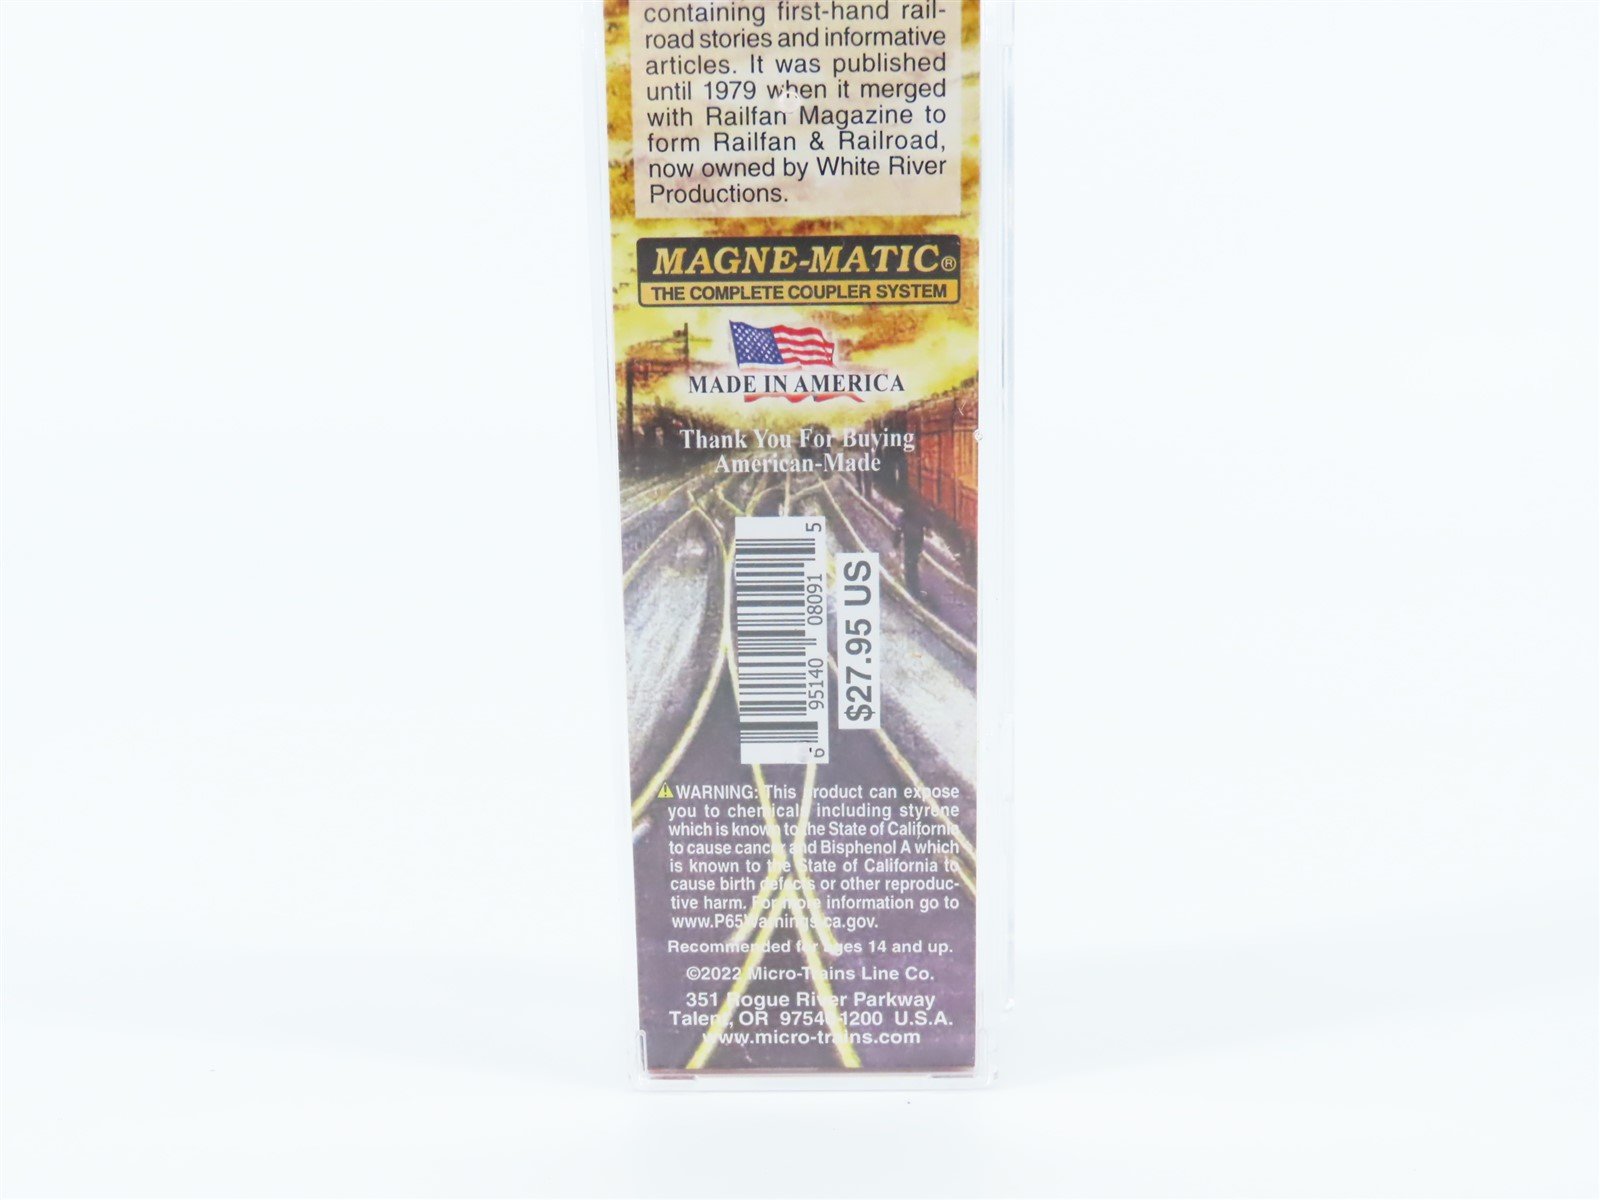 containing first-hand rail-
road stories and informative
articles. It was published
until 1979 when it merged
with Railfan Magazine to
form Railfan & Railroad,
now owned by White River
Productions.
MAGNE-MATIC®
THE COMPLETE COUPLER SYSTEM
MADE IN AMERICA
Thank You For Buying
American-Made
6 95140 08091 5
$27.95 US
WARNING: This product can expose
you to chemicals including styrene
which is known to the State of California
to cause cancer and Bisphenol A which
is known to the State of California to
cause birth defects or other reproduc-
tive harm. For more information go to
www.P65Warnings.ca.gov.
Recommended for ages 14 and up.
©2022 Micro-Trains Line Co.
351 Rogue River Parkway
Talent, OR 97540-1200 U.S.A.
www.micro-trains.com